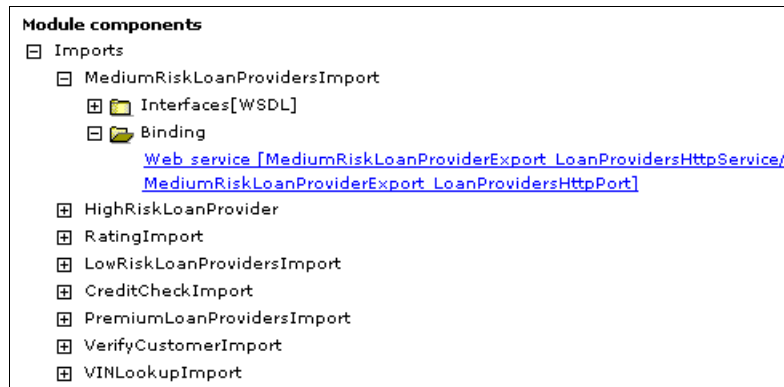 Module components
Imports
MediumRiskLoanProvidersImport
Interfaces[WSDL]
Binding
Web service [MediumRiskLoanProviderExport_LoanProvidersHttpService/
MediumRiskLoanProviderExport_LoanProvidersHttpPort]
HighRiskLoanProvider
RatingImport
LowRiskLoanProvidersImport
CreditCheckImport
PremiumLoanProvidersImport
VerifyCustomerImport
VINLookupImport